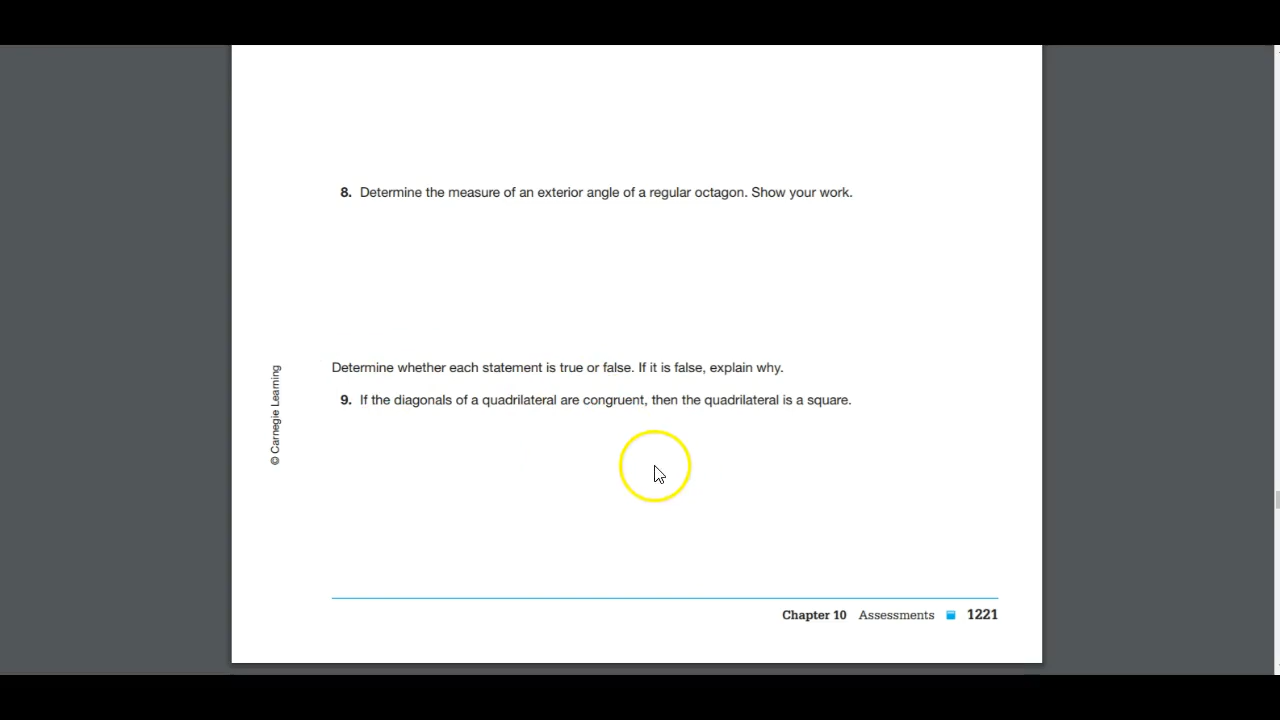 8. Determine the measure of an exterior angle of a regular octagon. Show your work.
© Carnegie Learning
Determine whether each statement is true or false. If it is false, explain why.
9. If the diagonals of a quadrilateral are congruent, then the quadrilateral is a square.
Chapter 10 Assessments 1221